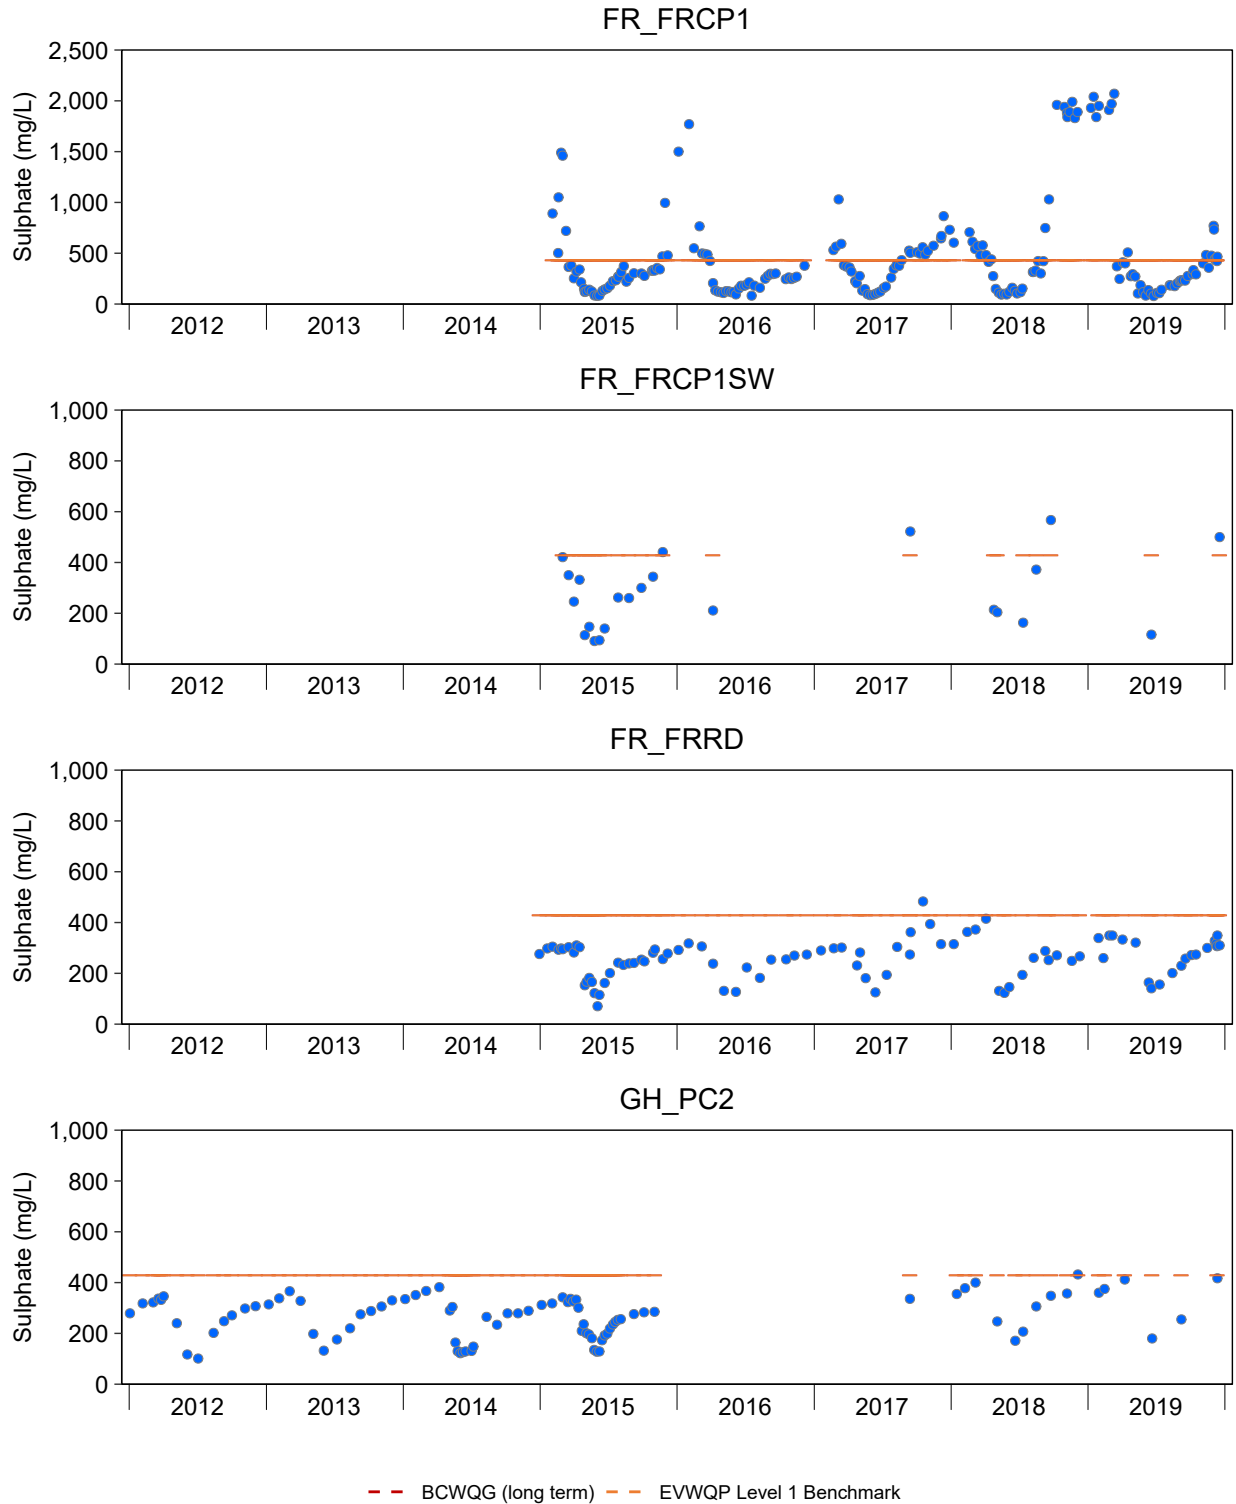 FR_FRCP1
Sulphate (mg/L)
2,500
2,000
1,500
1,000
500
0
2012 2013 2014 2015 2016 2017 2018 2019
FR_FRCP1SW
Sulphate (mg/L)
1,000
800
600
400
200
0
2012 2013 2014 2015 2016 2017 2018 2019
FR_FRRD
Sulphate (mg/L)
1,000
800
600
400
200
0
2012 2013 2014 2015 2016 2017 2018 2019
GH_PC2
Sulphate (mg/L)
1,000
800
600
400
200
0
2012 2013 2014 2015 2016 2017 2018 2019
BCWQG (long term) EVWQP Level 1 Benchmark